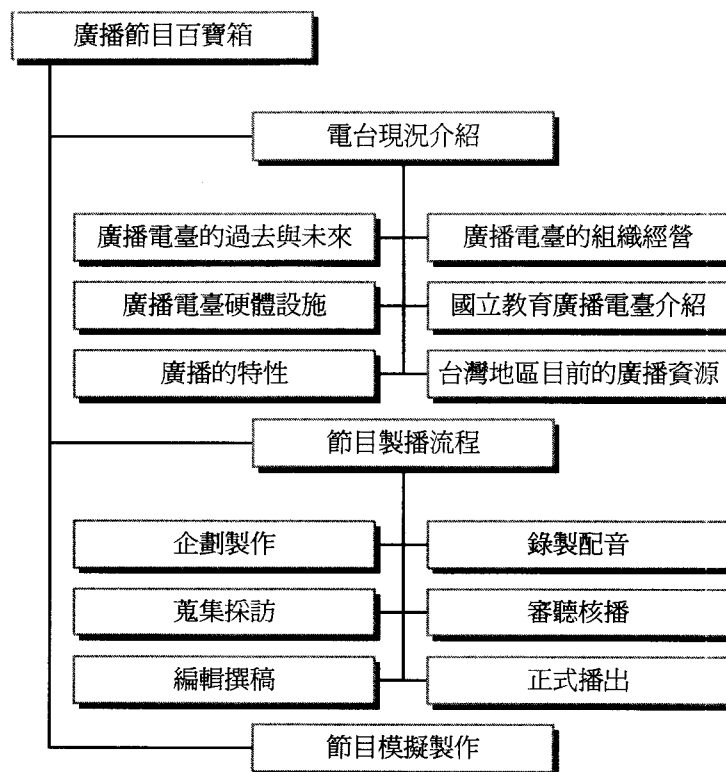 廣播節目百寶箱
電台現況介紹
廣播電臺的過去與未來
廣播電臺的組織經營
廣播電臺硬體設施
國立教育廣播電臺介紹
廣播的特性
台灣地區目前的廣播資源
節目製播流程
企劃製作
錄製配音
蒐集採訪
審聽核播
編輯撰稿
正式播出
節目模擬製作